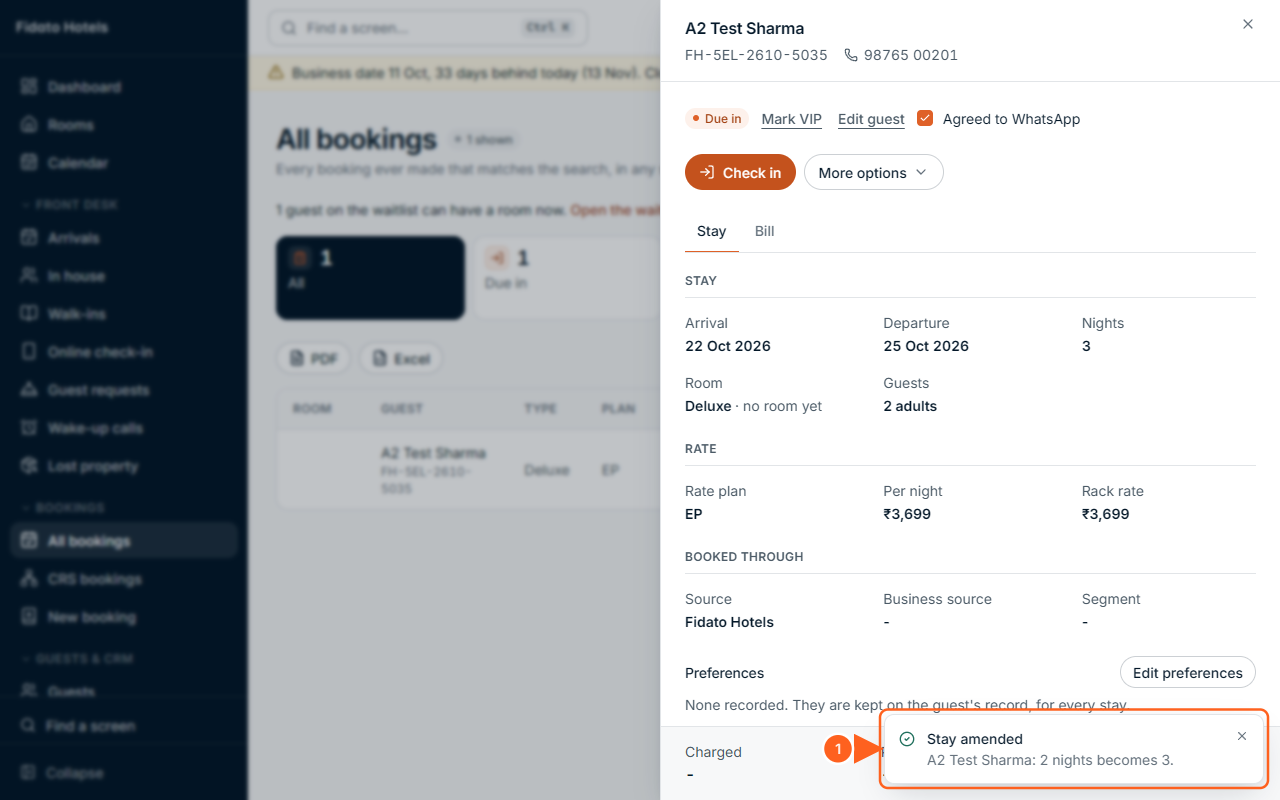 Fidato Hotels
Dashboard
Rooms
Calendar
FRONT DESK
Arrivals
In house
Walk-ins
Online check-in
Guest requests
Wake-up calls
Lost property
BOOKINGS
All bookings
CRS bookings
New booking
GUESTS & CRM
Guests
Find a screen
Collapse
Find a screen...
Ctrl K
Business date 11 Oct, 33 days behind today (13 Nov).
All bookings
1 shown
Every booking ever made that matches the search, in any
1 guest on the waitlist can have a room now. Open the
1
All
1
Due in
PDF
Excel
ROOM GUEST TYPE PLAN
A2 Test Sharma
FH-5EL-2610-
5035
Deluxe
EP
A2 Test Sharma
FH-5EL-2610-5035 98765 00201
Due in Mark VIP Edit guest Agreed to WhatsApp
Check in More options
Stay Bill
STAY
Arrival Departure Nights
22 Oct 2026 25 Oct 2026 3
Room Guests
Deluxe · no room yet 2 adults
RATE
Rate plan Per night Rack rate
EP ₹3,699 ₹3,699
BOOKED THROUGH
Source Business source Segment
Fidato Hotels - -
Preferences Edit preferences
None recorded. They are kept on the guest's record, for every stay
Charged
-
1
Stay amended
A2 Test Sharma: 2 nights becomes 3.